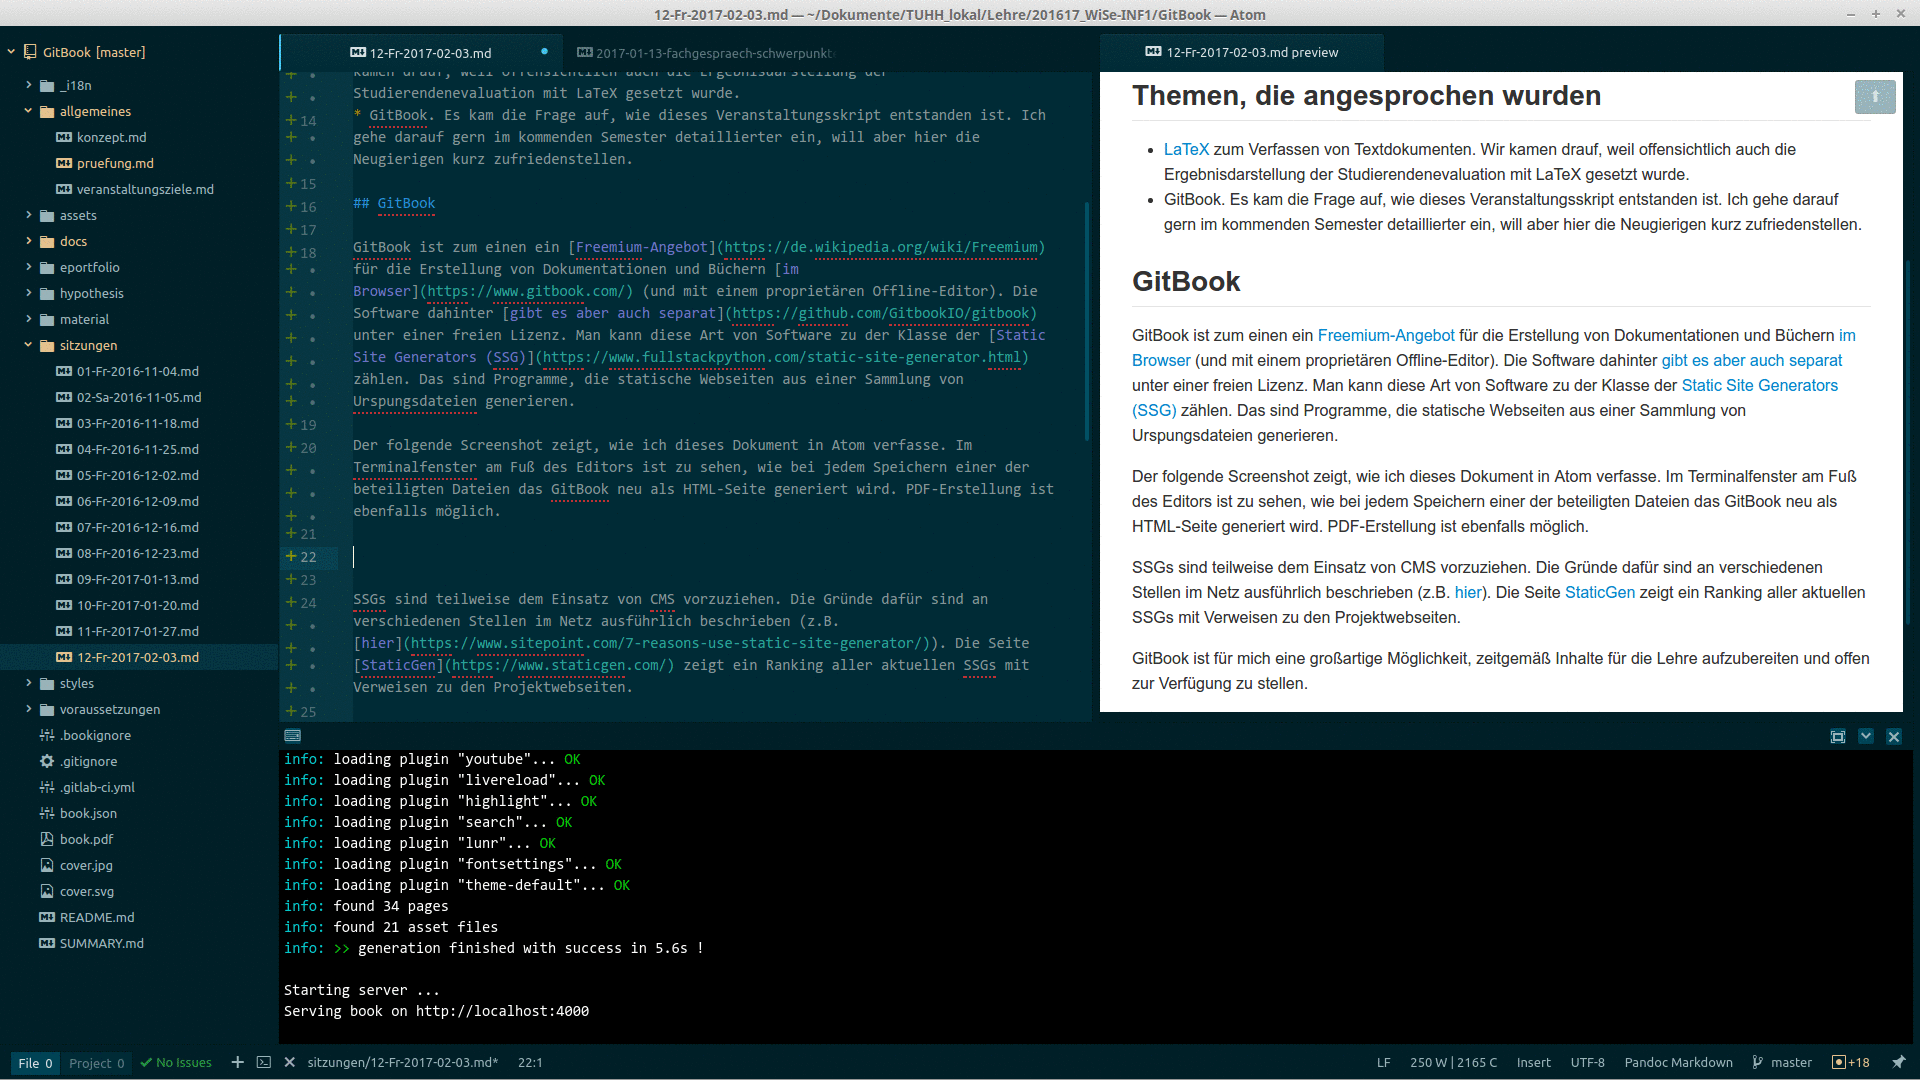 12-Fr-2017-02-03.md — ~/Dokumente/TUHH_lokal/Lehre/201617_WiSe-INF1/GitBook — Atom
GitBook [master]
_i18n
allgemeines
konzept.md
pruefung.md
veranstaltungsziele.md
assets
docs
eportfolio
hypothesis
material
sitzungen
01-Fr-2016-11-04.md
02-Sa-2016-11-05.md
03-Fr-2016-11-18.md
04-Fr-2016-11-25.md
05-Fr-2016-12-02.md
06-Fr-2016-12-09.md
07-Fr-2016-12-16.md
08-Fr-2016-12-23.md
09-Fr-2017-01-13.md
10-Fr-2017-01-20.md
11-Fr-2017-01-27.md
12-Fr-2017-02-03.md
styles
voraussetzungen
.bookignore
.gitignore
.gitlab-ci.yml
book.json
book.pdf
cover.jpg
cover.svg
README.md
SUMMARY.md
12-Fr-2017-02-03.md
2017-01-13-fachgespraech-schwerpunkt
kamen drauf, weil offensichtlich auch die Ergebnisdarstellung der
Studierendenevaluation mit LaTeX gesetzt wurde.
14 * GitBook. Es kam die Frage auf, wie dieses Veranstaltungsskript entstanden ist. Ich
gehe darauf gern im kommenden Semester detaillierter ein, will aber hier die
Neugierigen kurz zufriedenstellen.
15
16 ## GitBook
17
18 GitBook ist zum einen ein [Freemium-Angebot](https://de.wikipedia.org/wiki/Freemium)
für die Erstellung von Dokumentationen und Büchern [im
Browser](https://www.gitbook.com/) (und mit einem proprietären Offline-Editor). Die
Software dahinter [gibt es aber auch separat](https://github.com/GitbookIO/gitbook)
unter einer freien Lizenz. Man kann diese Art von Software zu der Klasse der [Static
Site Generators (SSG)](https://www.fullstackpython.com/static-site-generator.html)
zählen. Das sind Programme, die statische Webseiten aus einer Sammlung von
Urspungsdateien generieren.
19
20 Der folgende Screenshot zeigt, wie ich dieses Dokument in Atom verfasse. Im
Terminalfenster am Fuß des Editors ist zu sehen, wie bei jedem Speichern einer der
beteiligten Dateien das GitBook neu als HTML-Seite generiert wird. PDF-Erstellung ist
ebenfalls möglich.
21
22
23
24 SSGs sind teilweise dem Einsatz von CMS vorzuziehen. Die Gründe dafür sind an
verschiedenen Stellen im Netz ausführlich beschrieben (z.B.
[hier](https://www.sitepoint.com/7-reasons-use-static-site-generator/)). Die Seite
[StaticGen](https://www.staticgen.com/) zeigt ein Ranking aller aktuellen SSGs mit
Verweisen zu den Projektwebseiten.
25
12-Fr-2017-02-03.md preview
Themen, die angesprochen wurden
• LaTeX zum Verfassen von Textdokumenten. Wir kamen drauf, weil offensichtlich auch die
Ergebnisdarstellung der Studierendenevaluation mit LaTeX gesetzt wurde.
• GitBook. Es kam die Frage auf, wie dieses Veranstaltungsskript entstanden ist. Ich gehe darauf
gern im kommenden Semester detaillierter ein, will aber hier die Neugierigen kurz zufriedenstellen.
GitBook
GitBook ist zum einen ein Freemium-Angebot für die Erstellung von Dokumentationen und Büchern im
Browser (und mit einem proprietären Offline-Editor). Die Software dahinter gibt es aber auch separat
unter einer freien Lizenz. Man kann diese Art von Software zu der Klasse der Static Site Generators
(SSG) zählen. Das sind Programme, die statische Webseiten aus einer Sammlung von
Urspungsdateien generieren.
Der folgende Screenshot zeigt, wie ich dieses Dokument in Atom verfasse. Im Terminalfenster am Fuß
des Editors ist zu sehen, wie bei jedem Speichern einer der beteiligten Dateien das GitBook neu als
HTML-Seite generiert wird. PDF-Erstellung ist ebenfalls möglich.
SSGs sind teilweise dem Einsatz von CMS vorzuziehen. Die Gründe dafür sind an verschiedenen
Stellen im Netz ausführlich beschrieben (z.B. hier). Die Seite StaticGen zeigt ein Ranking aller aktuellen
SSGs mit Verweisen zu den Projektwebseiten.
GitBook ist für mich eine großartige Möglichkeit, zeitgemäß Inhalte für die Lehre aufzubereiten und offen
zur Verfügung zu stellen.
info: loading plugin "youtube"... OK
info: loading plugin "livereload"... OK
info: loading plugin "highlight"... OK
info: loading plugin "search"... OK
info: loading plugin "lunr"... OK
info: loading plugin "fontsettings"... OK
info: loading plugin "theme-default"... OK
info: found 34 pages
info: found 21 asset files
info: >> generation finished with success in 5.6s !
Starting server ...
Serving book on http://localhost:4000
File 0 Project 0 No Issues sitzungen/12-Fr-2017-02-03.md* 22:1 LF 250 W | 2165 C Insert UTF-8 Pandoc Markdown master +18